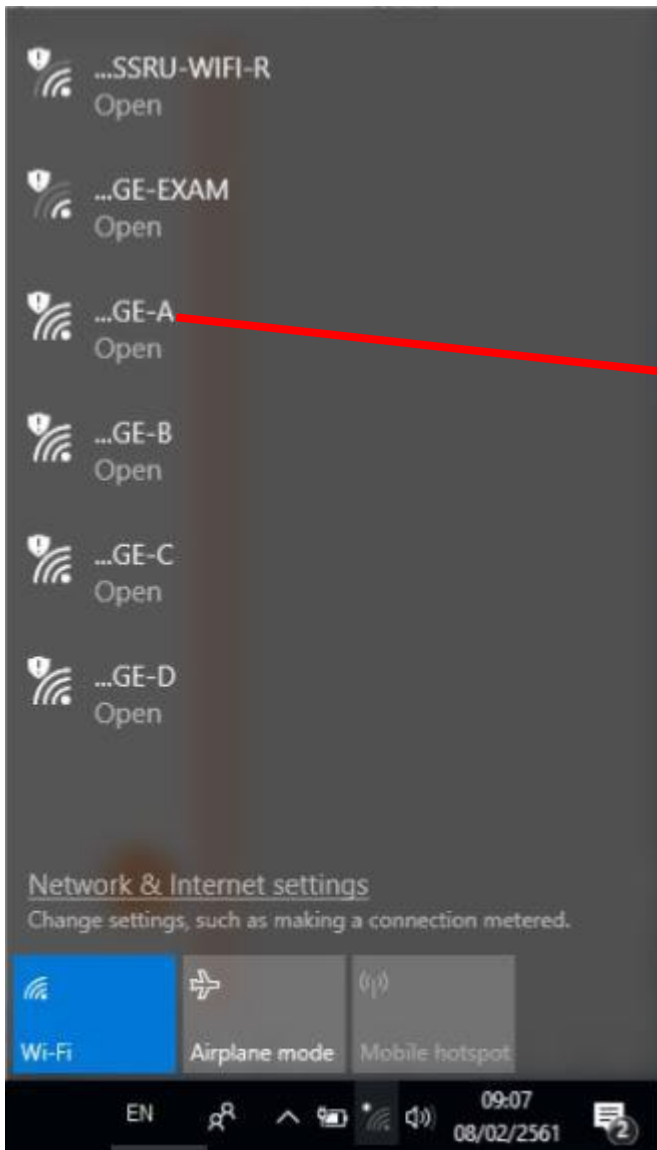 ...SSRU-WIFI-R
Open
...GE-EXAM
Open
...GE-A
Open
...GE-B
Open
...GE-C
Open
...GE-D
Open
Network & Internet settings
Change settings, such as making a connection metered.
Wi-Fi
Airplane mode
Mobile hotspot
EN
09:07
08/02/2561
2